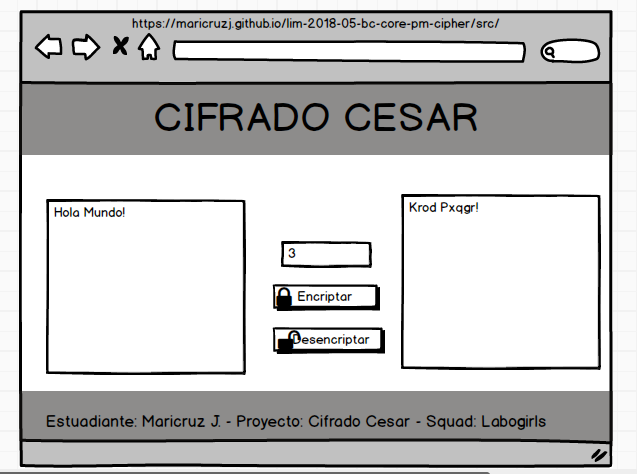 https://maricruzj.github.io/lim-2018-05-bc-core-pm-cipher/src/
CIFRADO CESAR
Hola Mundo!
Krod Pxqgr!
3
Encriptar
Desencriptar
Estuadiante: Maricruz J. - Proyecto: Cifrado Cesar - Squad: Labogirls